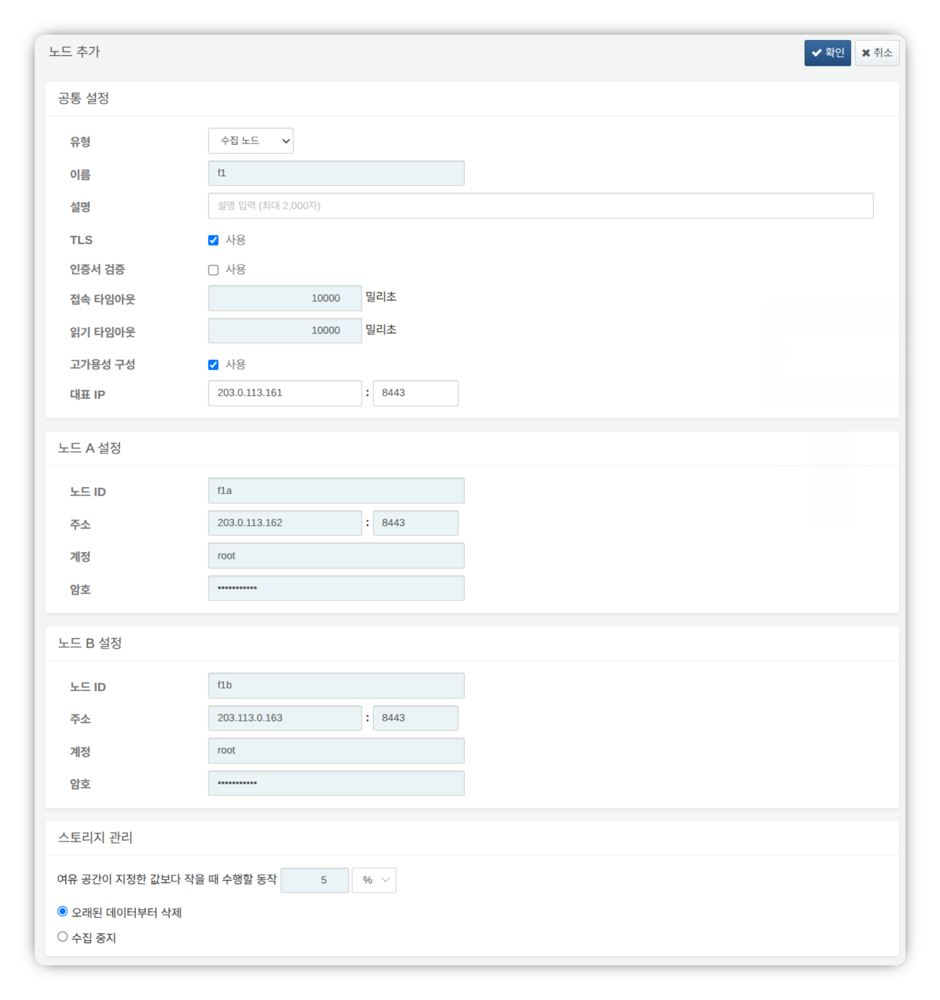 노드 추가
확인 취소
공통 설정
유형 수집 노드
이름 f1
설명 설명 입력 (최대 2,000자)
TLS 사용
인증서 검증 사용
접속 타임아웃 10000 밀리초
읽기 타임아웃 10000 밀리초
고가용성 구성 사용
대표 IP 203.0.113.161 : 8443
노드 A 설정
노드 ID f1a
주소 203.0.113.162 : 8443
계정 root
암호 •••••••••••
노드 B 설정
노드 ID f1b
주소 203.113.0.163 : 8443
계정 root
암호 •••••••••••
스토리지 관리
여유 공간이 지정한 값보다 작을 때 수행할 동작 5 %
오래된 데이터부터 삭제
수집 중지